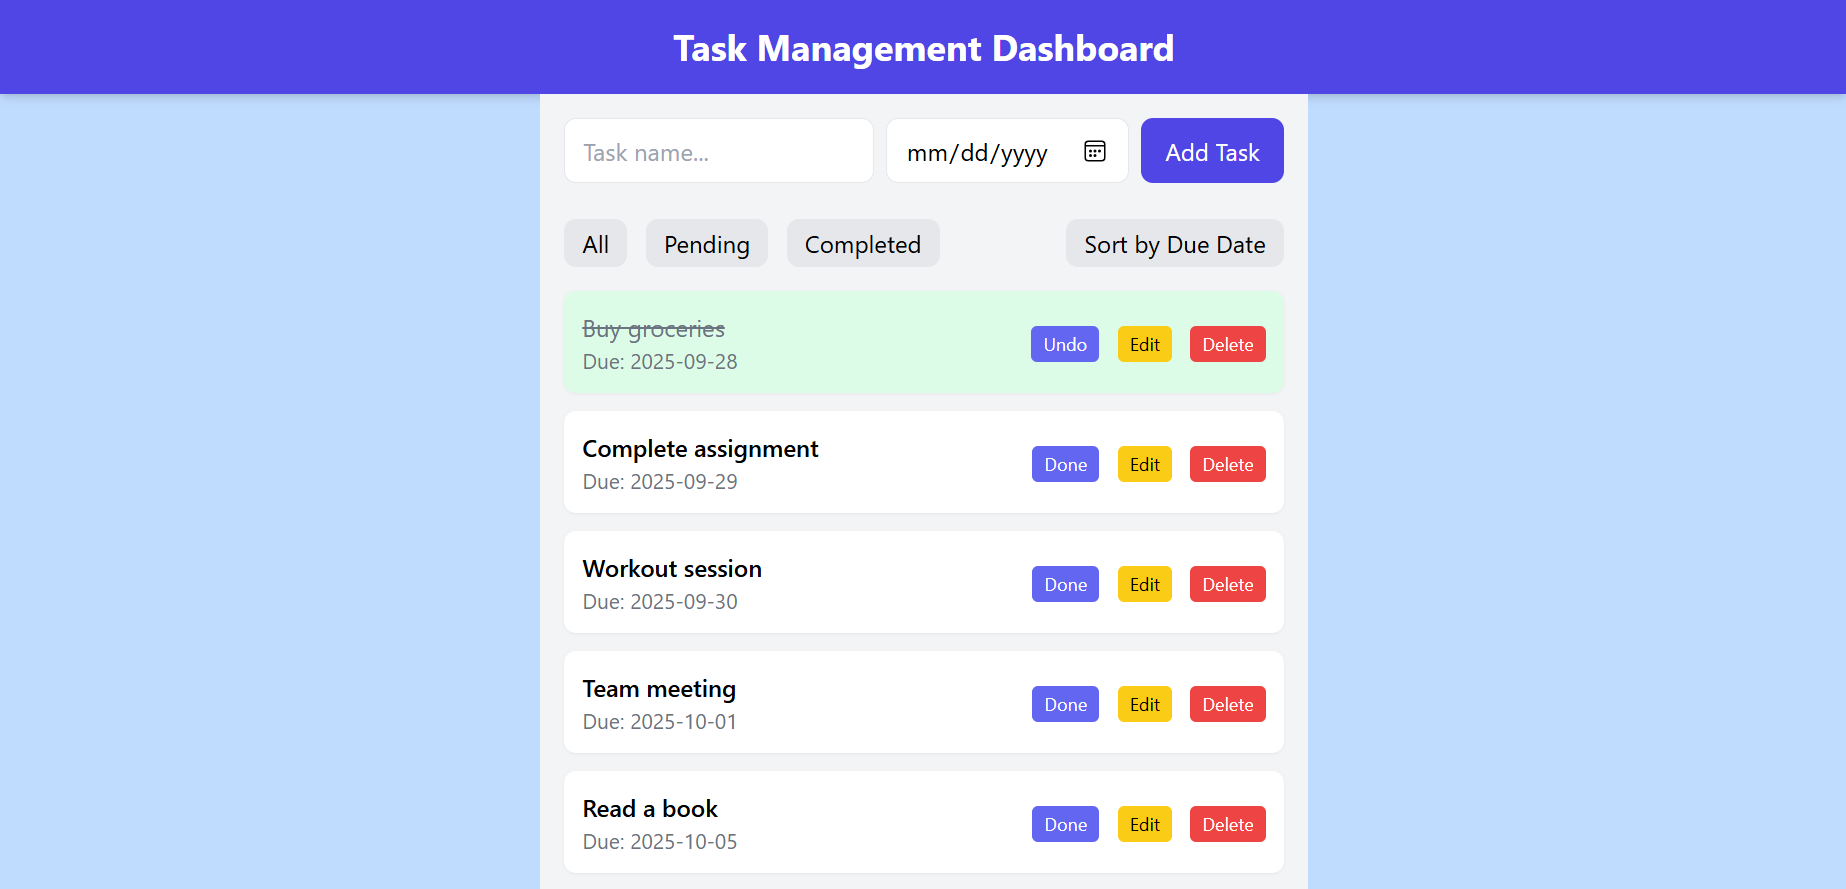 Task Management Dashboard
Task name...
mm/dd/yyyy
Add Task
All
Pending
Completed
Sort by Due Date
Buy groceries
Due: 2025-09-28
Undo
Edit
Delete
Complete assignment
Due: 2025-09-29
Done
Edit
Delete
Workout session
Due: 2025-09-30
Done
Edit
Delete
Team meeting
Due: 2025-10-01
Done
Edit
Delete
Read a book
Due: 2025-10-05
Done
Edit
Delete